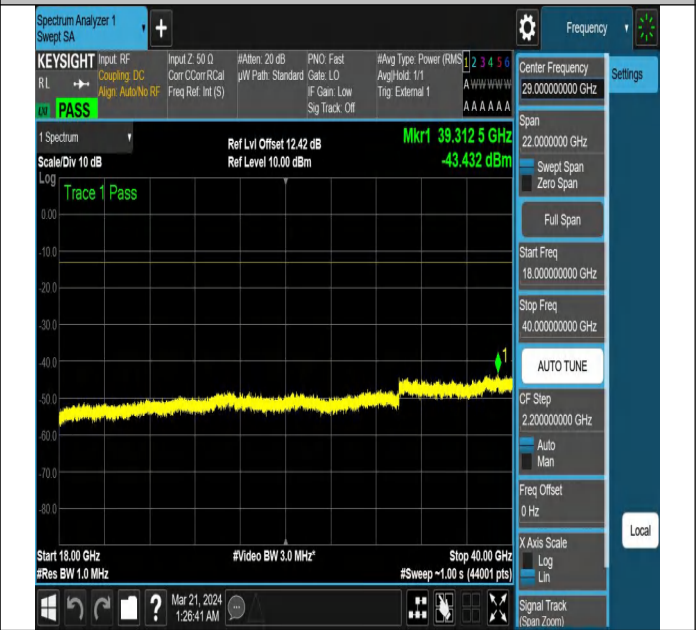 Spectrum Analyzer 1
Swept SA
+
Frequency
KEYSIGHT
RL
PASS
Input: RF
Coupling: DC
Align: Auto/No RF
Input Z: 50 Ω
Corr CCorr RCal
Freq Ref: Int (S)
#Atten: 20 dB
µW Path: Standard
PNO: Fast
Gate: LO
IF Gain: Low
Sig Track: Off
#Avg Type: Power (RMS)
Avg|Hold: 1/1
Trig: External 1
1 2 3 4 5 6
A W W W W W
A A A A A A
1 Spectrum
Scale/Div 10 dB
Ref Lvl Offset 12.42 dB
Ref Level 10.00 dBm
Mkr1 39.312 5 GHz
-43.432 dBm
Log
Trace 1 Pass
0.00
-10.0
-20.0
-30.0
-40.0
-50.0
-60.0
-70.0
-80.0
1
Start 18.00 GHz
#Res BW 1.0 MHz
#Video BW 3.0 MHz*
Stop 40.00 GHz
#Sweep ~1.00 s (44001 pts)
Mar 21, 2024
1:26:41 AM
?
Center Frequency
29.000000000 GHz
Span
22.0000000 GHz
Swept Span
Zero Span
Full Span
Start Freq
18.000000000 GHz
Stop Freq
40.000000000 GHz
AUTO TUNE
CF Step
2.200000000 GHz
Auto
Man
Freq Offset
0 Hz
X Axis Scale
Log
Lin
Signal Track
(Span Zoom)
Settings
Local